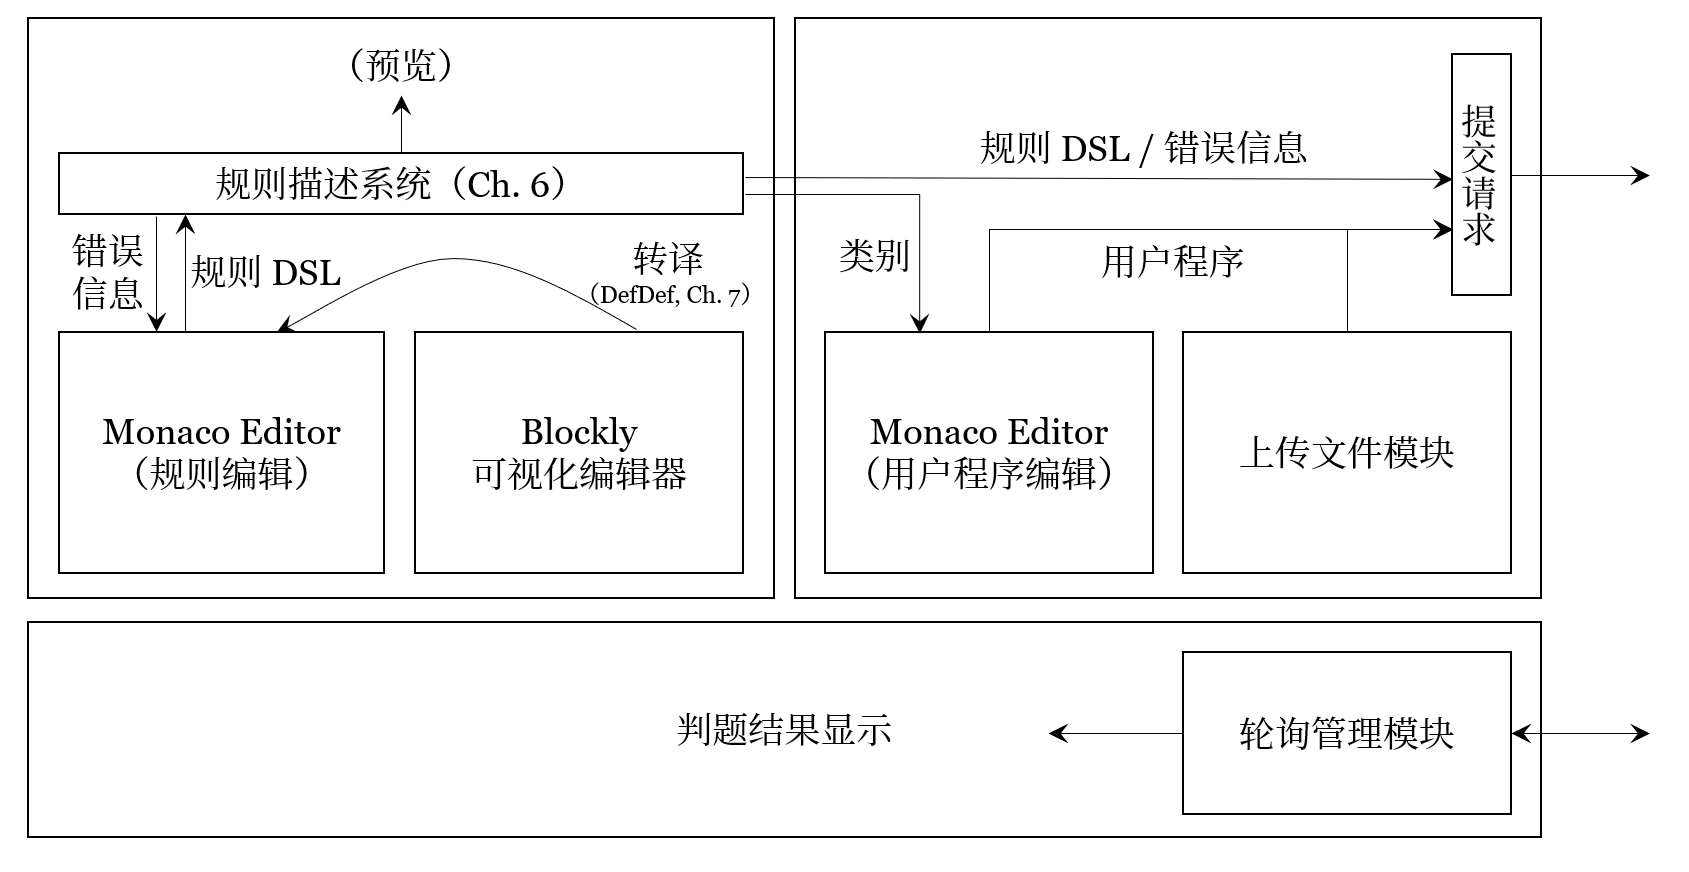 （预览）
规则描述系统（Ch. 6）
错误
信息
规则 DSL
转译
（DefDef, Ch. 7）
Monaco Editor
（规则编辑）
Blockly
可视化编辑器
规则 DSL / 错误信息
提交请求
类别
用户程序
Monaco Editor
（用户程序编辑）
上传文件模块
判题结果显示
轮询管理模块